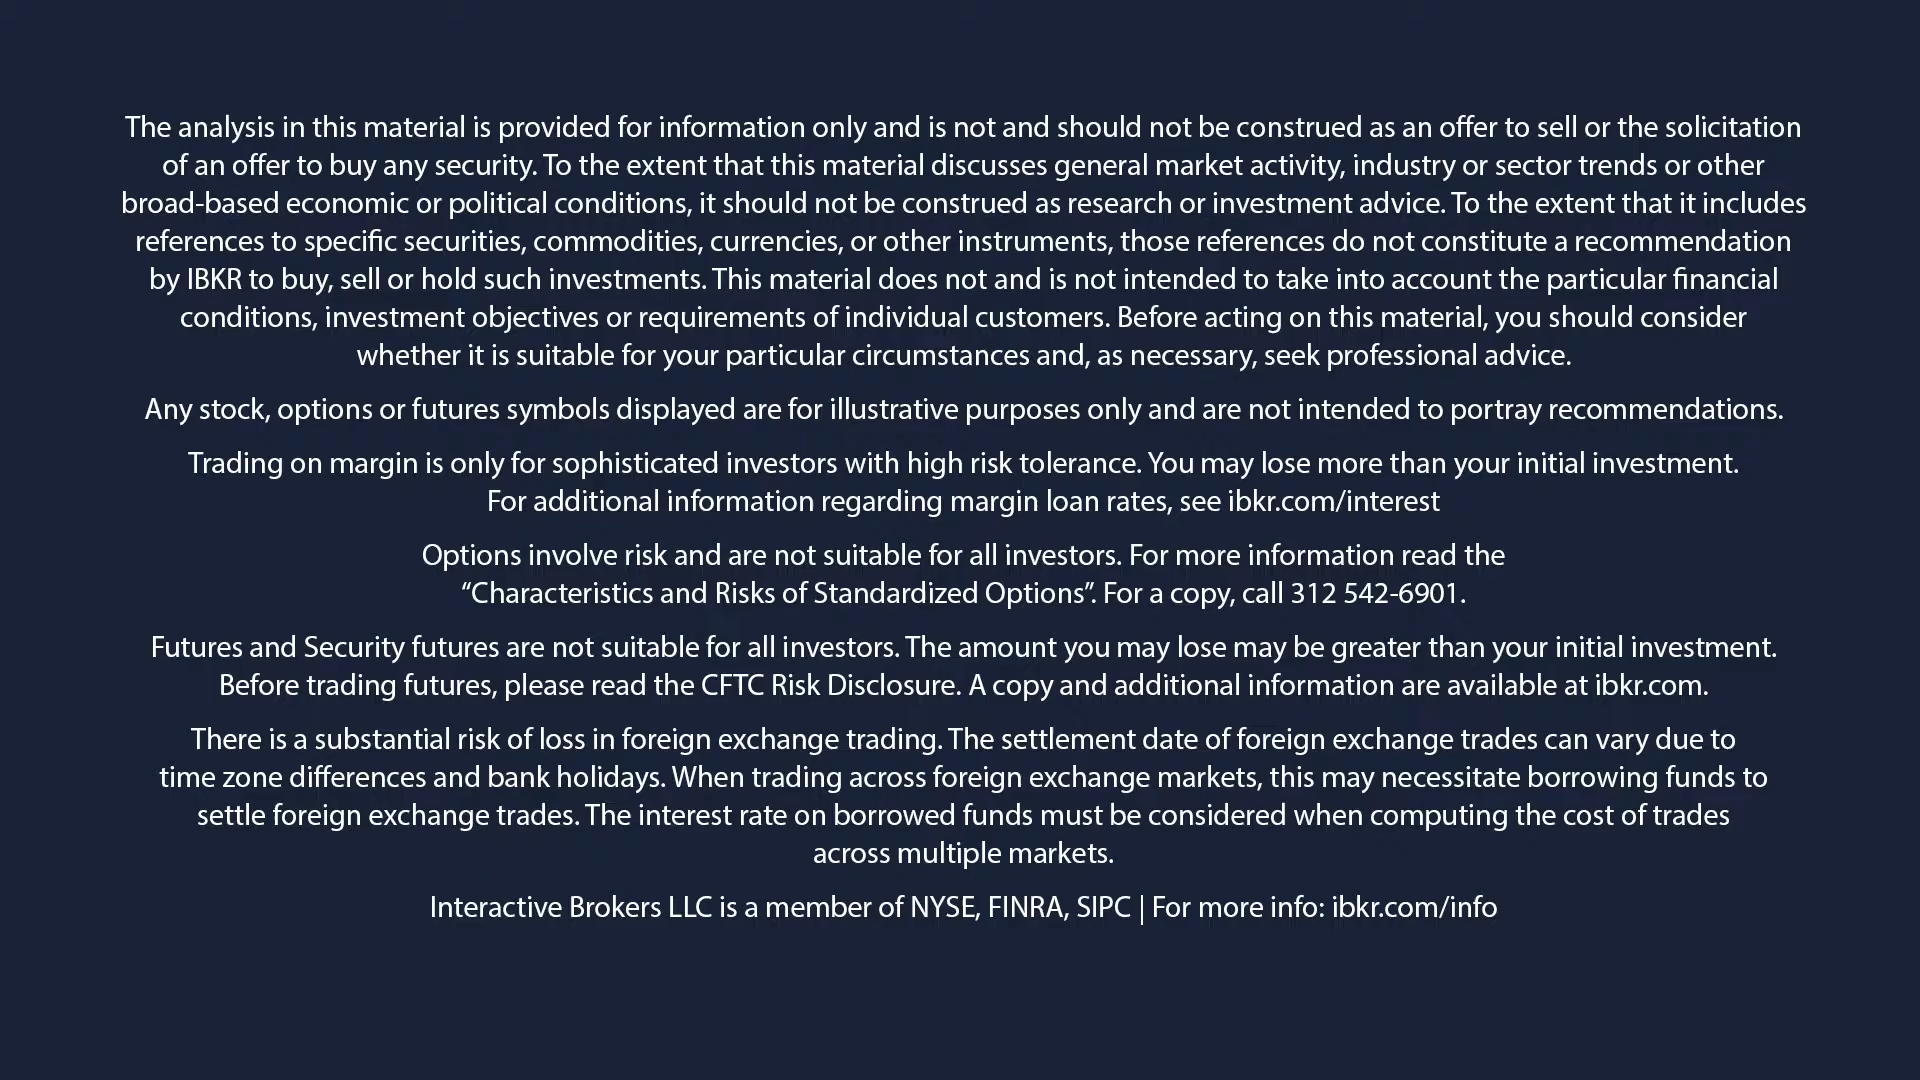 The analysis in this material is provided for information only and is not and should not be construed as an offer to sell or the solicitation
of an offer to buy any security. To the extent that this material discusses general market activity, industry or sector trends or other
broad-based economic or political conditions, it should not be construed as research or investment advice. To the extent that it includes
references to specific securities, commodities, currencies, or other instruments, those references do not constitute a recommendation
by IBKR to buy, sell or hold such investments. This material does not and is not intended to take into account the particular financial
conditions, investment objectives or requirements of individual customers. Before acting on this material, you should consider
whether it is suitable for your particular circumstances and, as necessary, seek professional advice.
Any stock, options or futures symbols displayed are for illustrative purposes only and are not intended to portray recommendations.
Trading on margin is only for sophisticated investors with high risk tolerance. You may lose more than your initial investment.
For additional information regarding margin loan rates, see ibkr.com/interest
Options involve risk and are not suitable for all investors. For more information read the
“Characteristics and Risks of Standardized Options”. For a copy, call 312 542-6901.
Futures and Security futures are not suitable for all investors. The amount you may lose may be greater than your initial investment.
Before trading futures, please read the CFTC Risk Disclosure. A copy and additional information are available at ibkr.com.
There is a substantial risk of loss in foreign exchange trading. The settlement date of foreign exchange trades can vary due to
time zone differences and bank holidays. When trading across foreign exchange markets, this may necessitate borrowing funds to
settle foreign exchange trades. The interest rate on borrowed funds must be considered when computing the cost of trades
across multiple markets.
Interactive Brokers LLC is a member of NYSE, FINRA, SIPC | For more info: ibkr.com/info